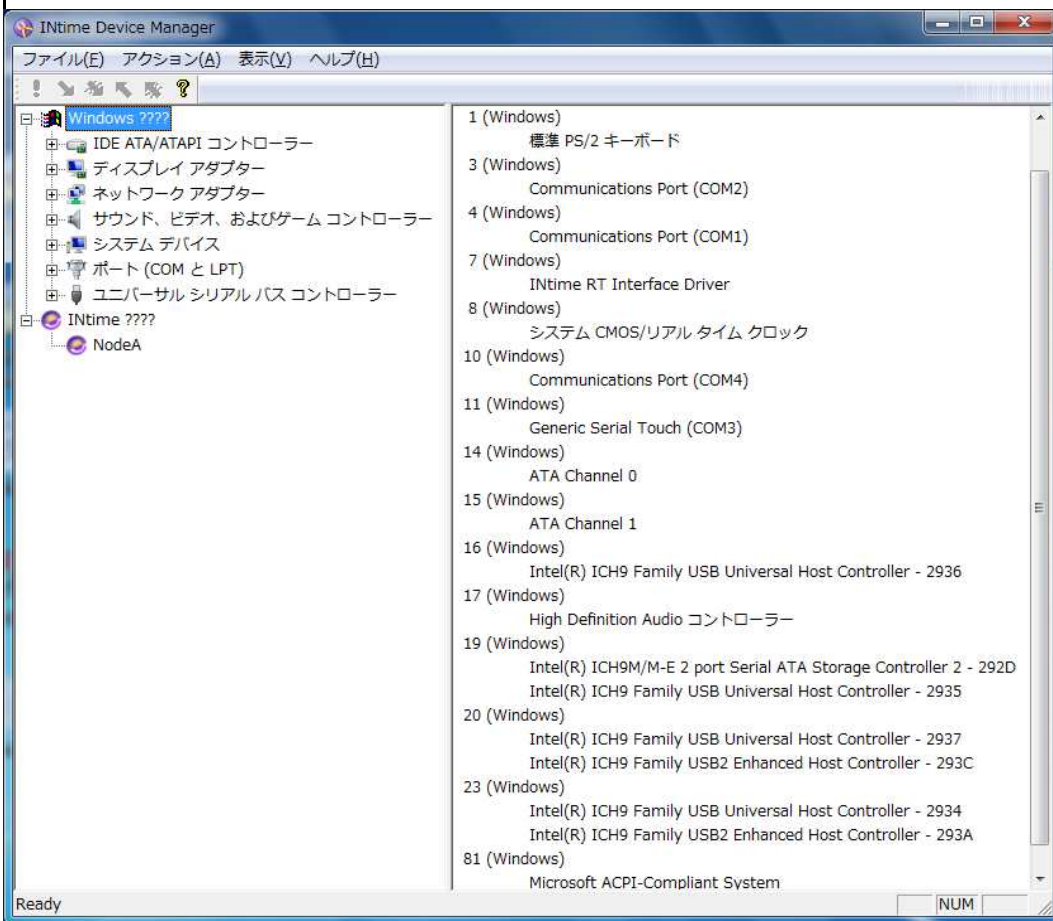 INtime Device Manager
ファイル(F) アクション(A) 表示(V) ヘルプ(H)
Windows ????
IDE ATA/ATAPI コントローラー
ディスプレイ アダプター
ネットワーク アダプター
サウンド、ビデオ、およびゲーム コントローラー
システム デバイス
ポート (COM と LPT)
ユニバーサル シリアル バス コントローラー
INtime ????
NodeA
1 (Windows)
標準 PS/2 キーボード
3 (Windows)
Communications Port (COM2)
4 (Windows)
Communications Port (COM1)
7 (Windows)
INtime RT Interface Driver
8 (Windows)
システム CMOS/リアル タイム クロック
10 (Windows)
Communications Port (COM4)
11 (Windows)
Generic Serial Touch (COM3)
14 (Windows)
ATA Channel 0
15 (Windows)
ATA Channel 1
16 (Windows)
Intel(R) ICH9 Family USB Universal Host Controller - 2936
17 (Windows)
High Definition Audio コントローラー
19 (Windows)
Intel(R) ICH9M/M-E 2 port Serial ATA Storage Controller 2 - 292D
Intel(R) ICH9 Family USB Universal Host Controller - 2935
20 (Windows)
Intel(R) ICH9 Family USB Universal Host Controller - 2937
Intel(R) ICH9 Family USB2 Enhanced Host Controller - 293C
23 (Windows)
Intel(R) ICH9 Family USB Universal Host Controller - 2934
Intel(R) ICH9 Family USB2 Enhanced Host Controller - 293A
81 (Windows)
Microsoft ACPI-Compliant System
Ready
NUM